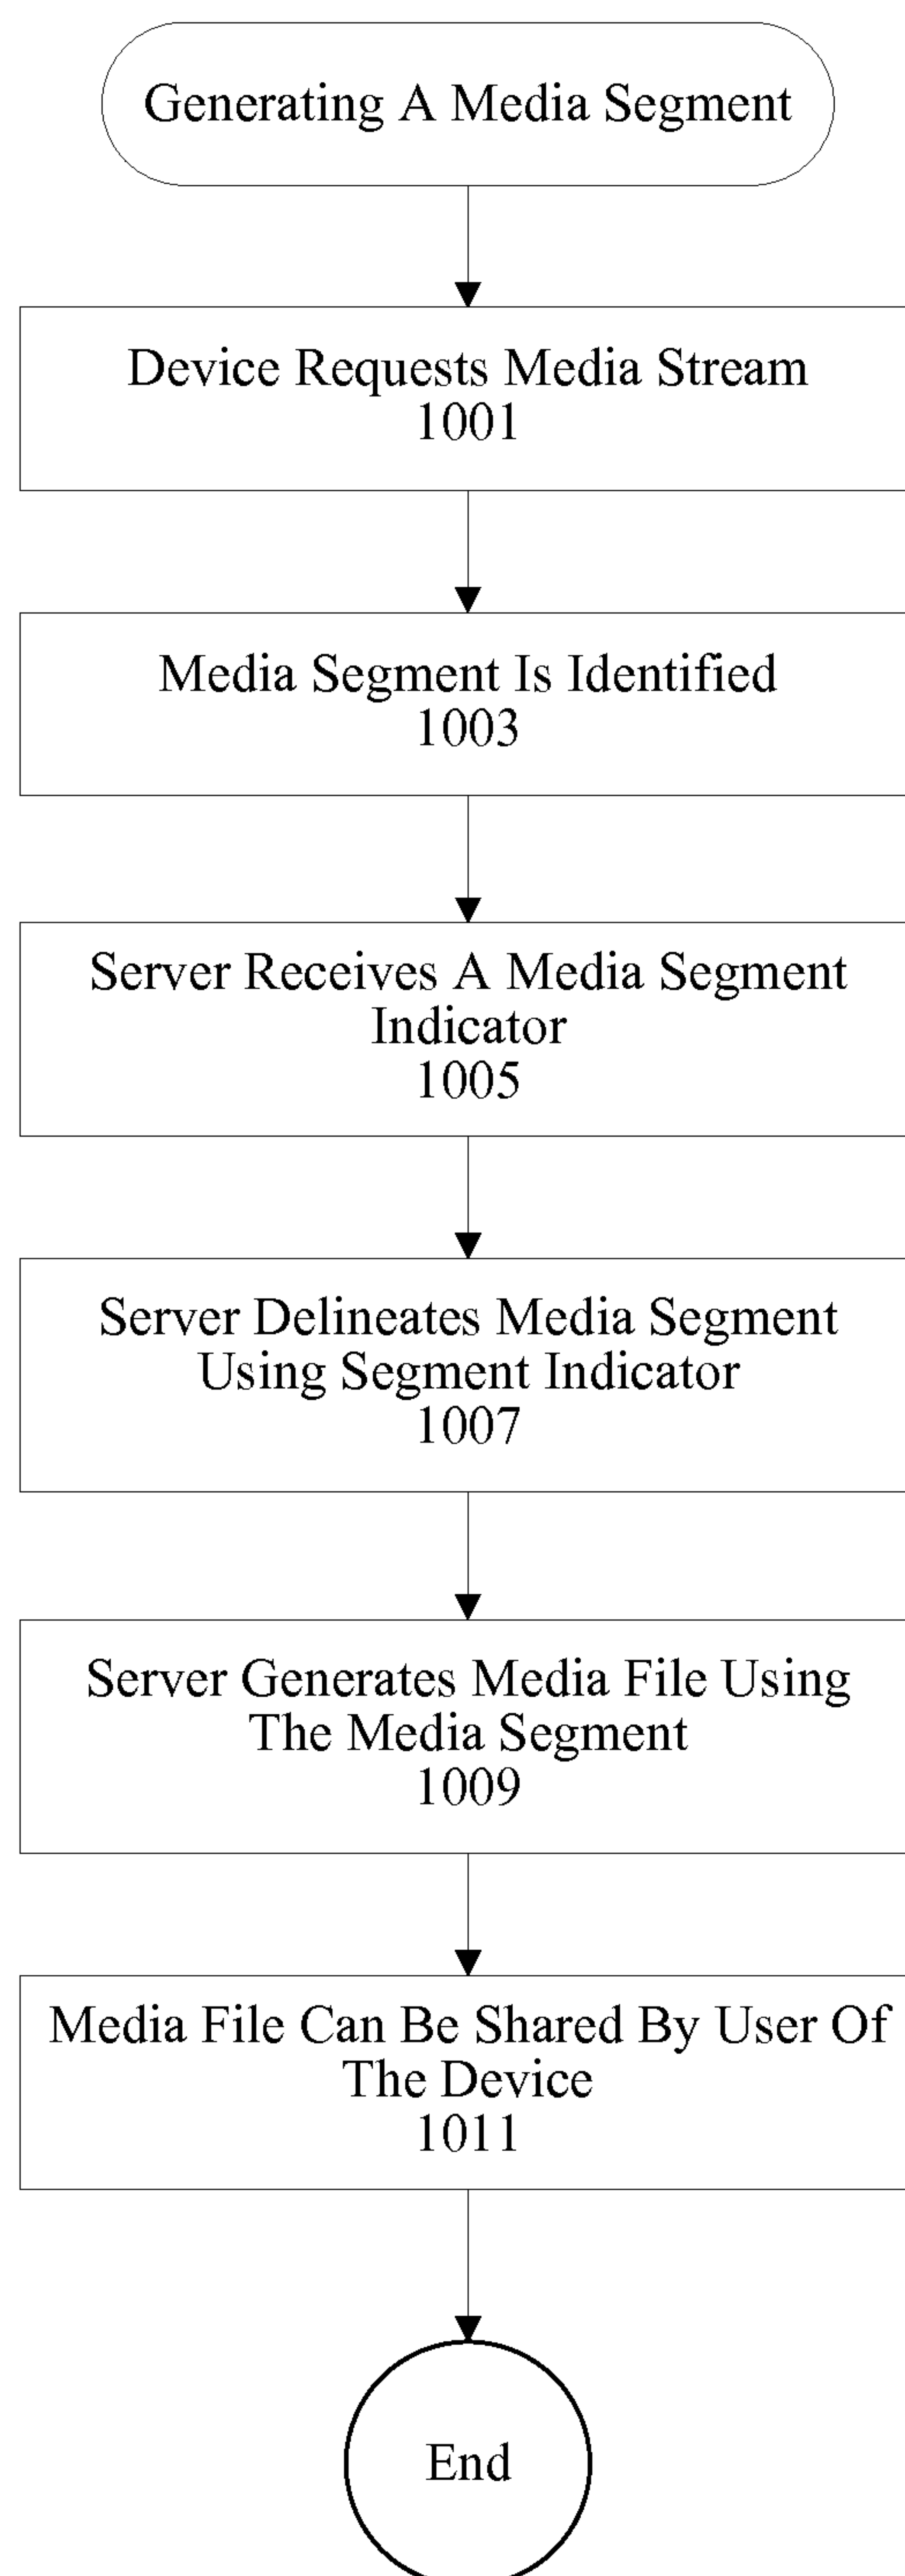 Generating A Media Segment
Device Requests Media Stream
1001
Media Segment Is Identified
1003
Server Receives A Media Segment
Indicator
1005
Server Delineates Media Segment
Using Segment Indicator
1007
Server Generates Media File Using
The Media Segment
1009
Media File Can Be Shared By User Of
The Device
1011
End